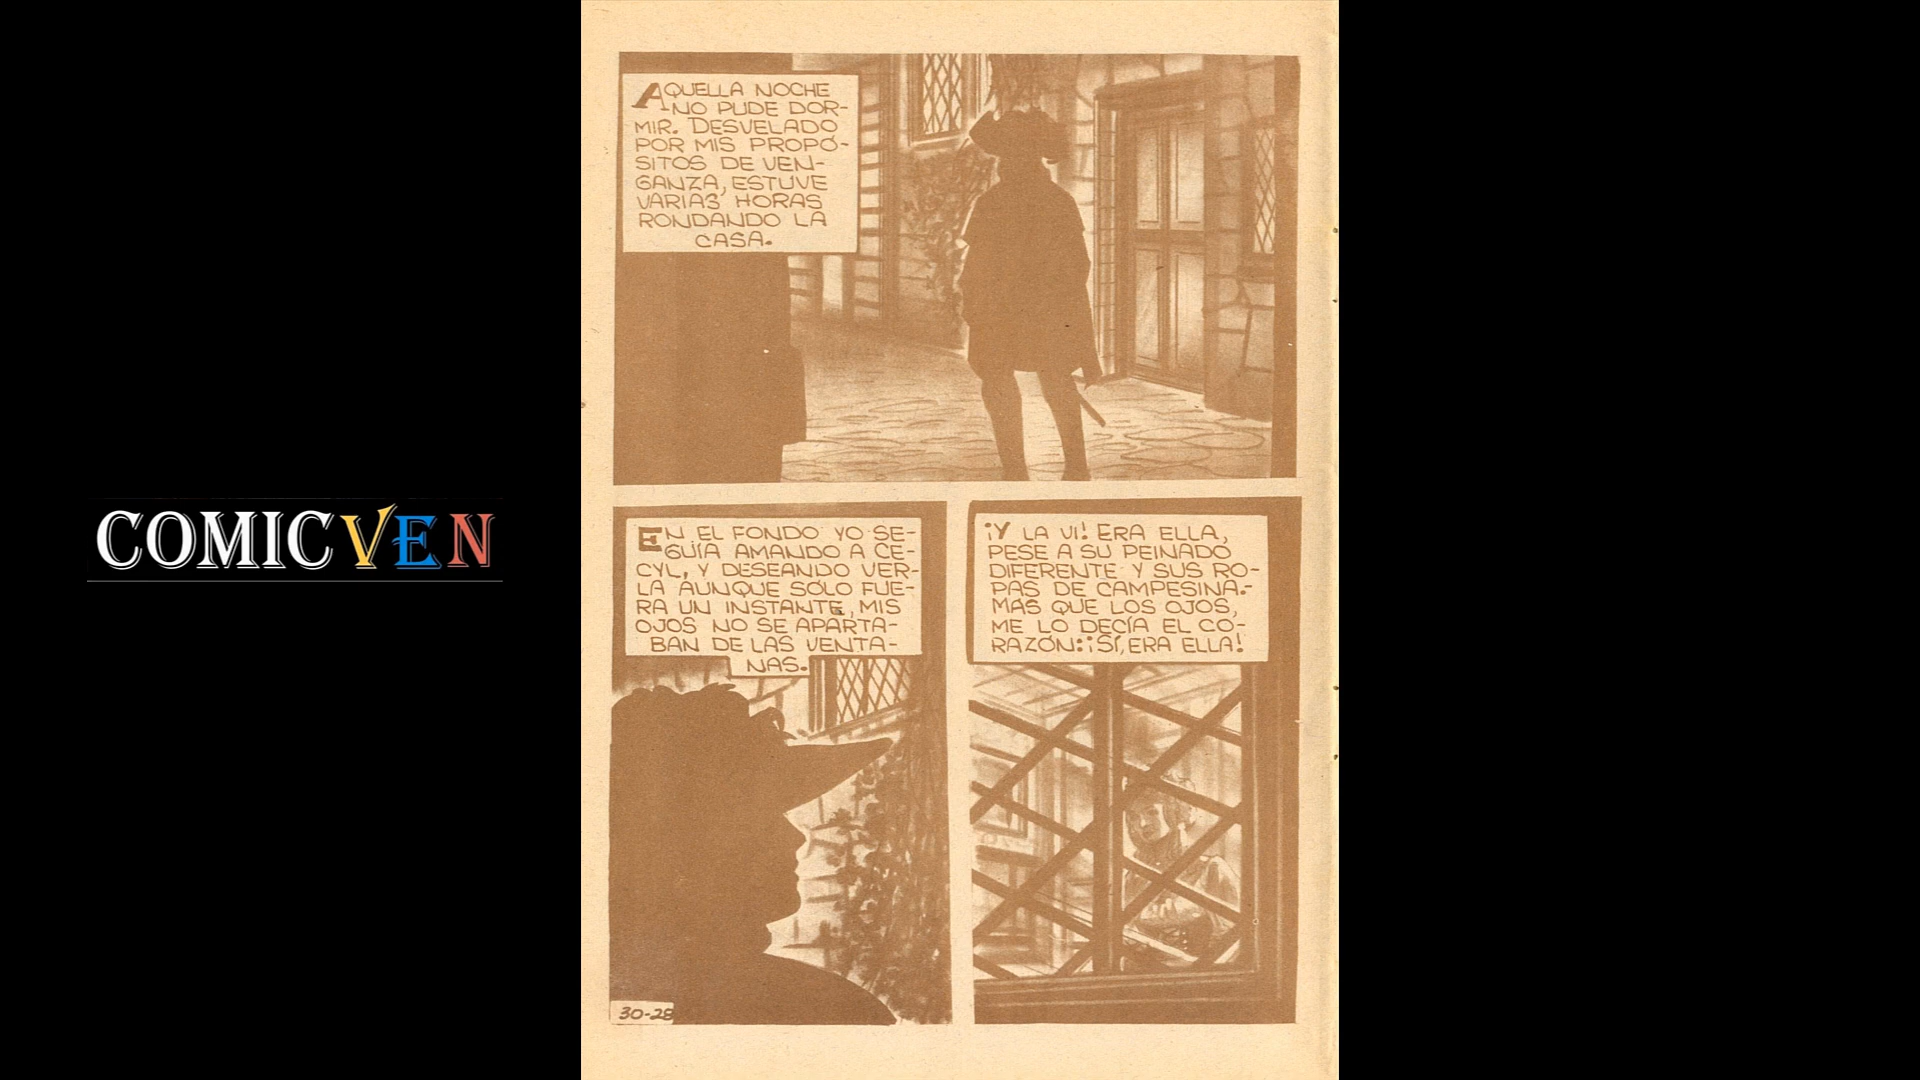 AQUELLA NOCHE
NO PUDE DOR-
MIR. DESVELADO
POR MIS PROPÓ-
SITOS DE VEN-
GANZA, ESTUVE
VARIAS HORAS
RONDANDO LA
CASA.
EN EL FONDO YO SE-
GUÍA AMANDO A CE-
CYL, Y DESEANDO VER-
LA AUNQUE SÓLO FUE-
RA UN INSTANTE, MIS
OJOS NO SE APARTA-
BAN DE LAS VENTA-
NAS.
¡Y LA VI! ERA ELLA,
PESE A SU PEINADO
DIFERENTE Y SUS RO-
PAS DE CAMPESINA.-
MÁS QUE LOS OJOS,
ME LO DECÍA EL CO-
RAZÓN: ¡SÍ, ERA ELLA!
30-28
COMICVEN